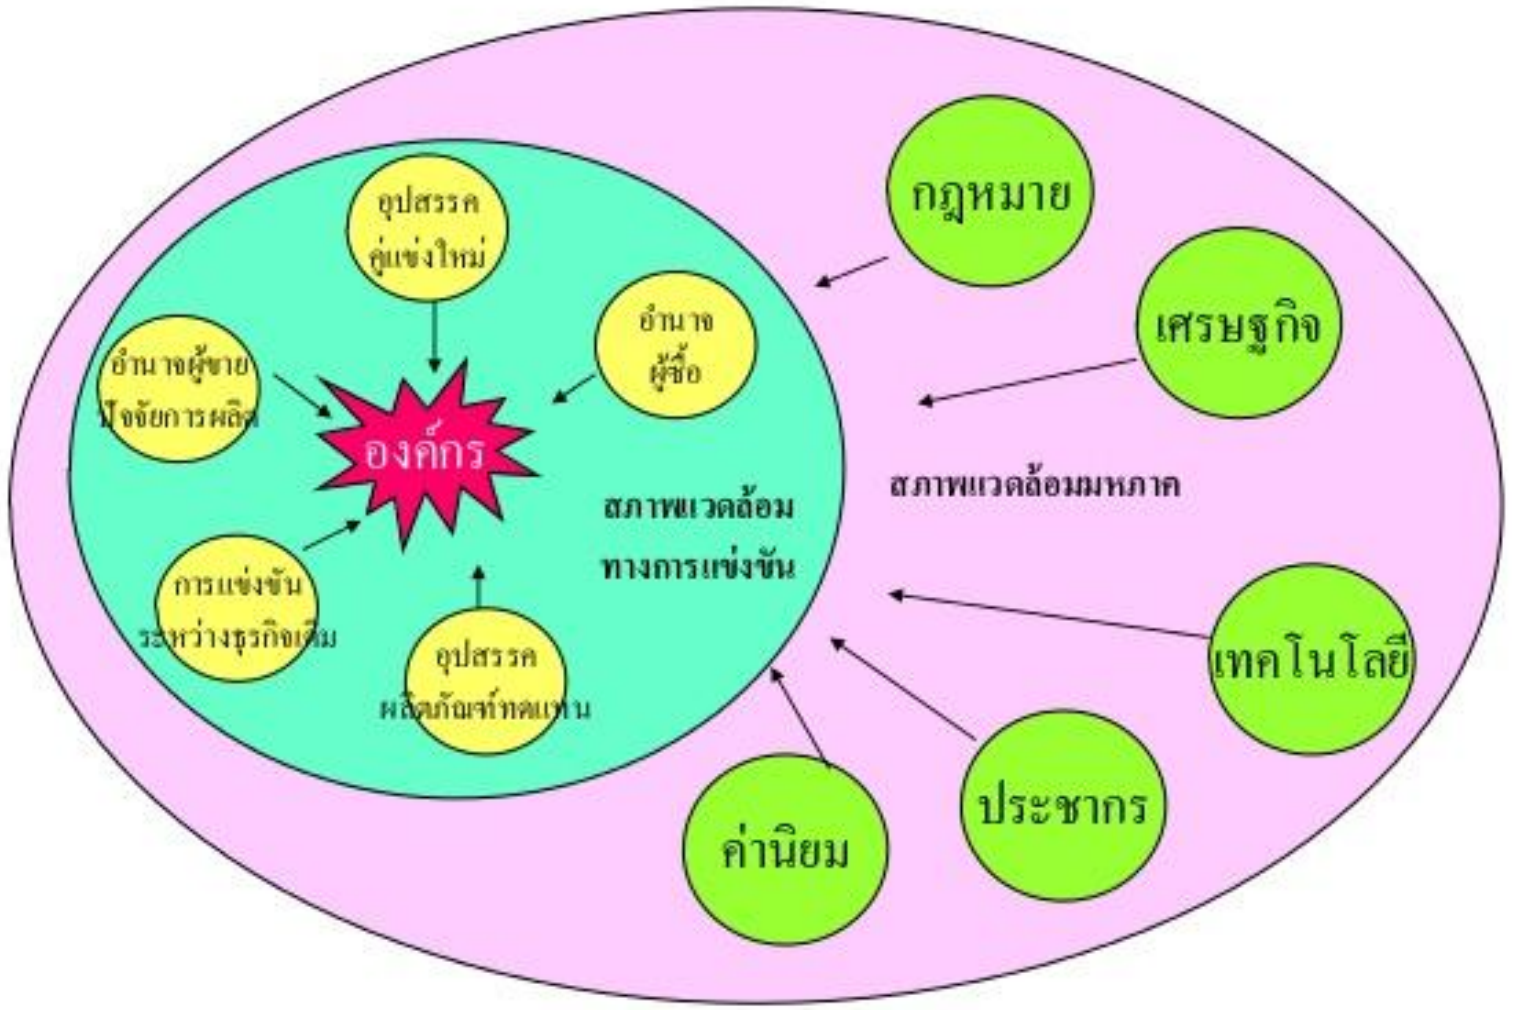 อุปสรรค
คู่แข่งใหม่
อำนาจ
ผู้ซื้อ
อำนาจผู้ขาย
ปัจจัยการผลิต
องค์กร
การแข่งขัน
ระหว่างธุรกิจเดิม
อุปสรรค
ผลิตภัณฑ์ทดแทน
สภาพแวดล้อม
ทางการแข่งขัน
กฎหมาย
เศรษฐกิจ
สภาพแวดล้อมมหภาค
เทคโนโลยี
ประชากร
ค่านิยม